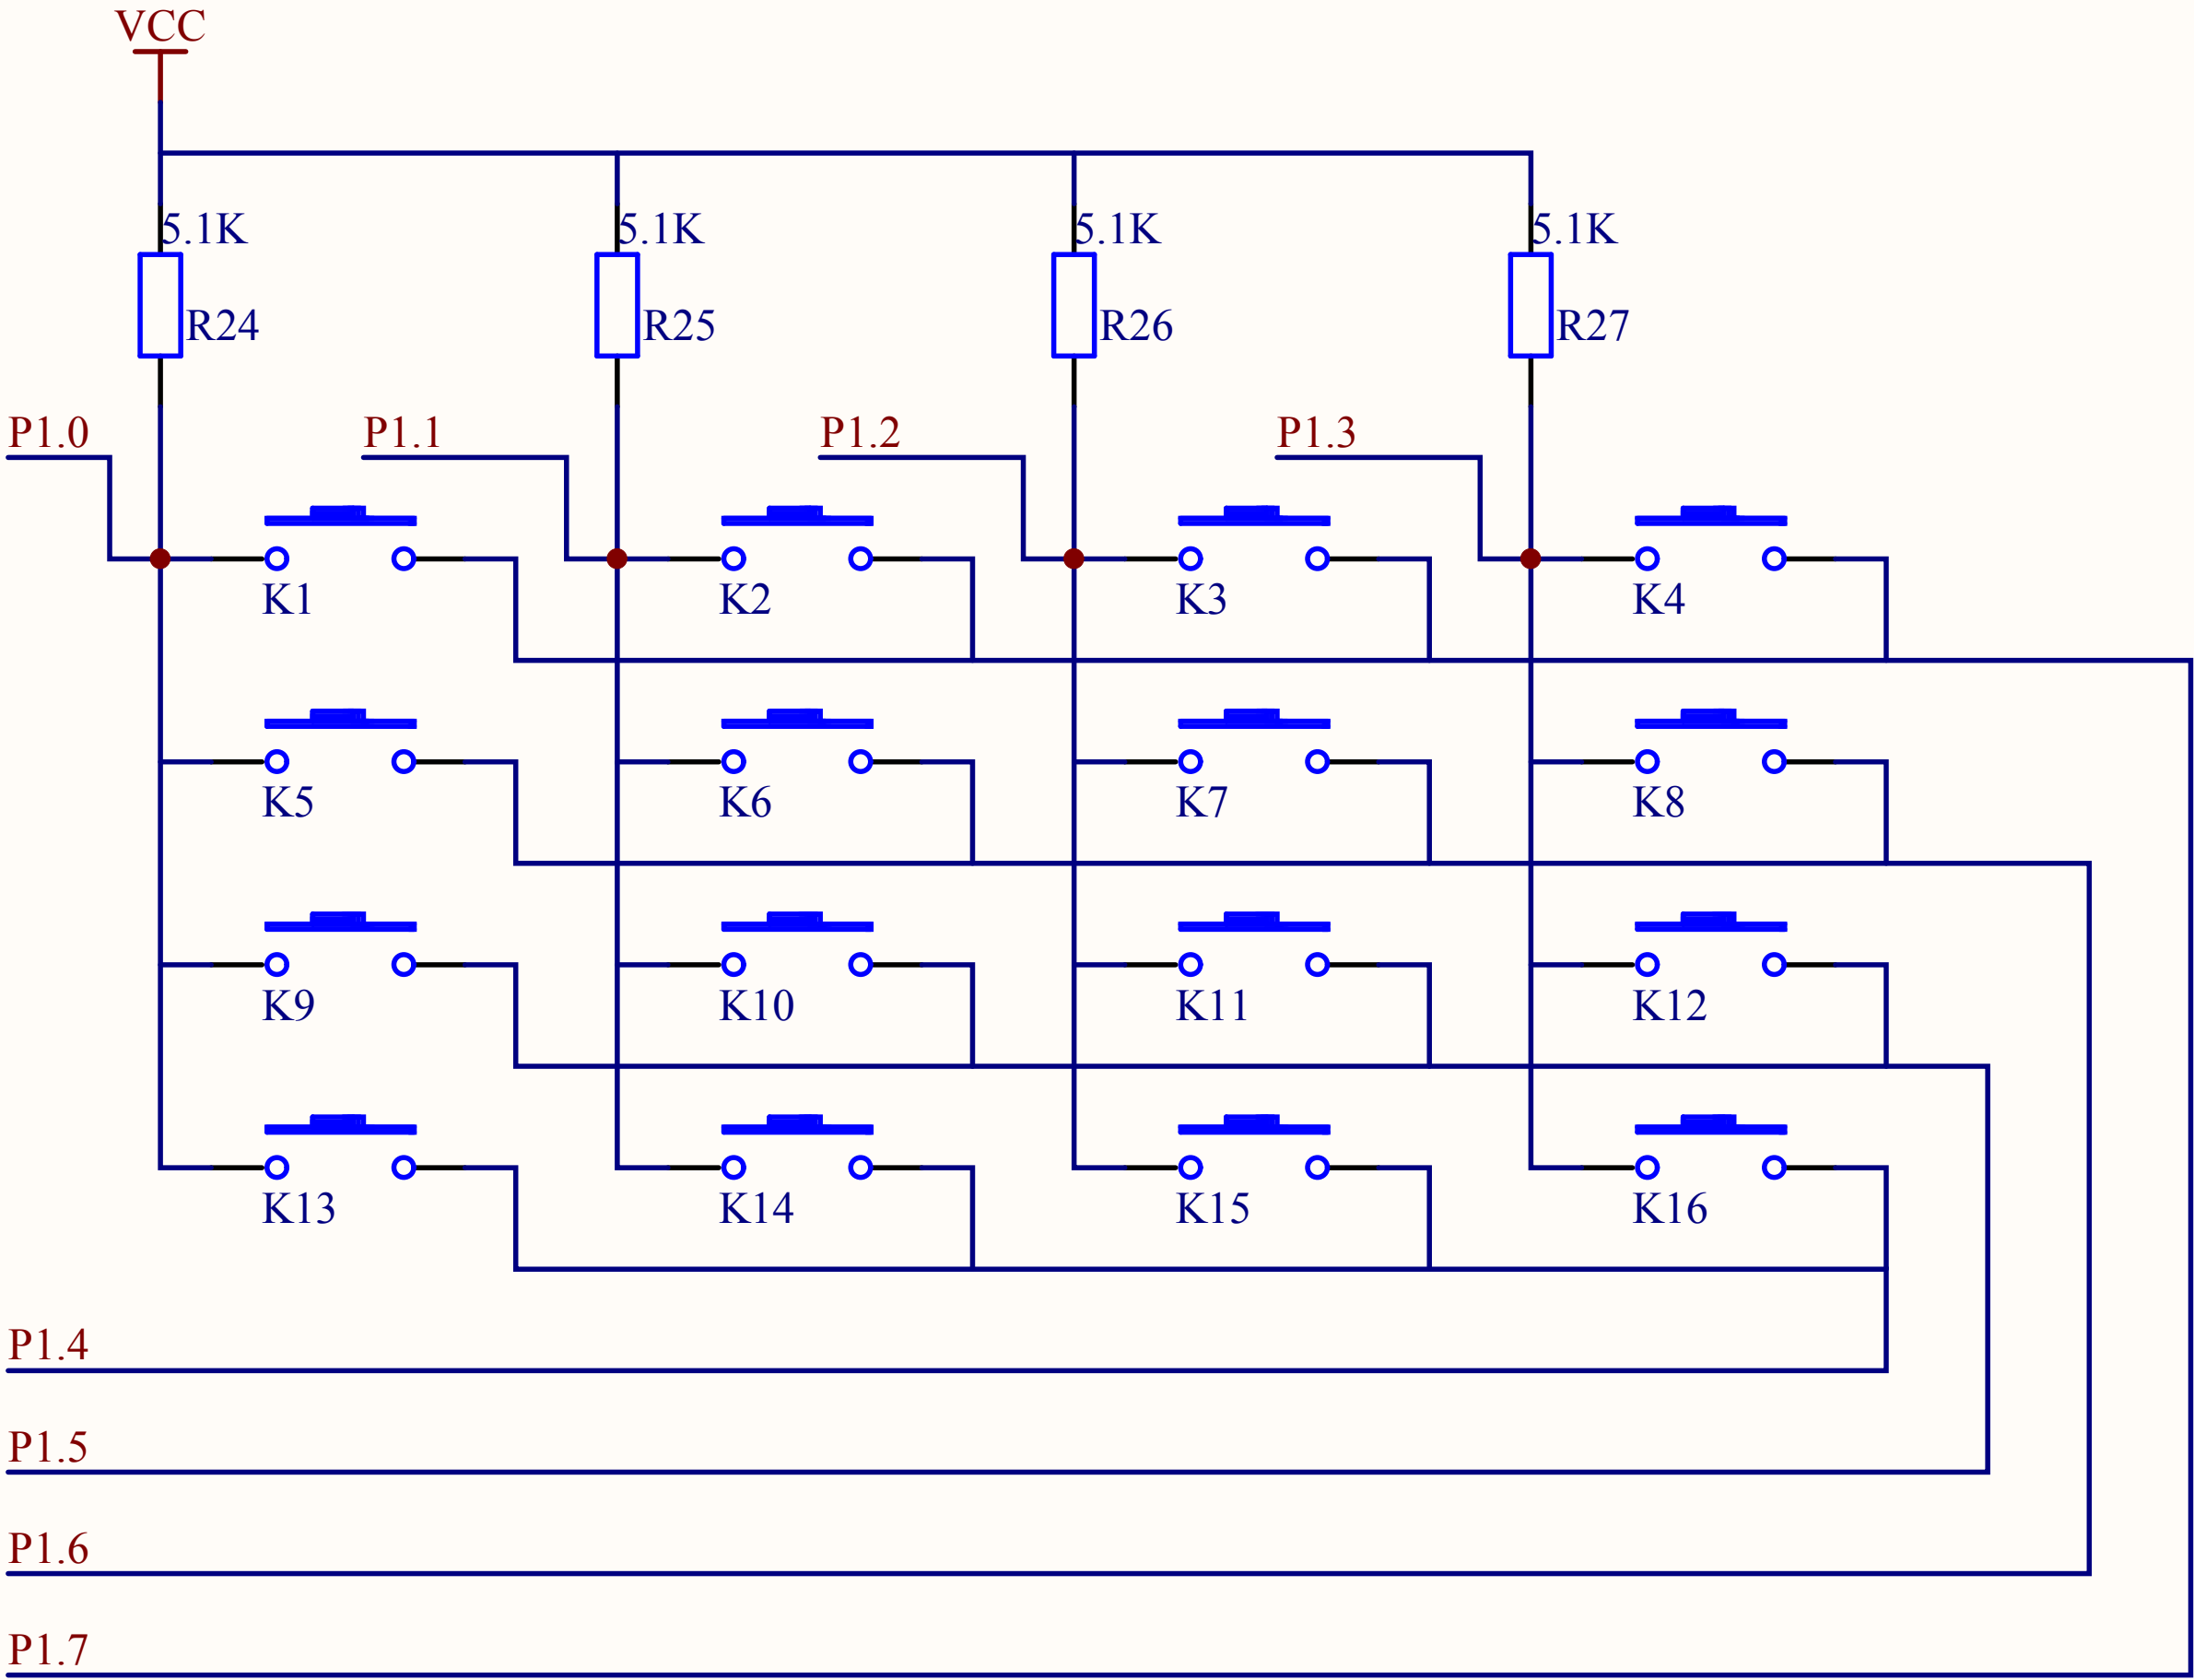 VCC
5.1K 5.1K 5.1K 5.1K
R24 R25 R26 R27
P1.0 P1.1 P1.2 P1.3
K1 K2 K3 K4
K5 K6 K7 K8
K9 K10 K11 K12
K13 K14 K15 K16
P1.4
P1.5
P1.6
P1.7